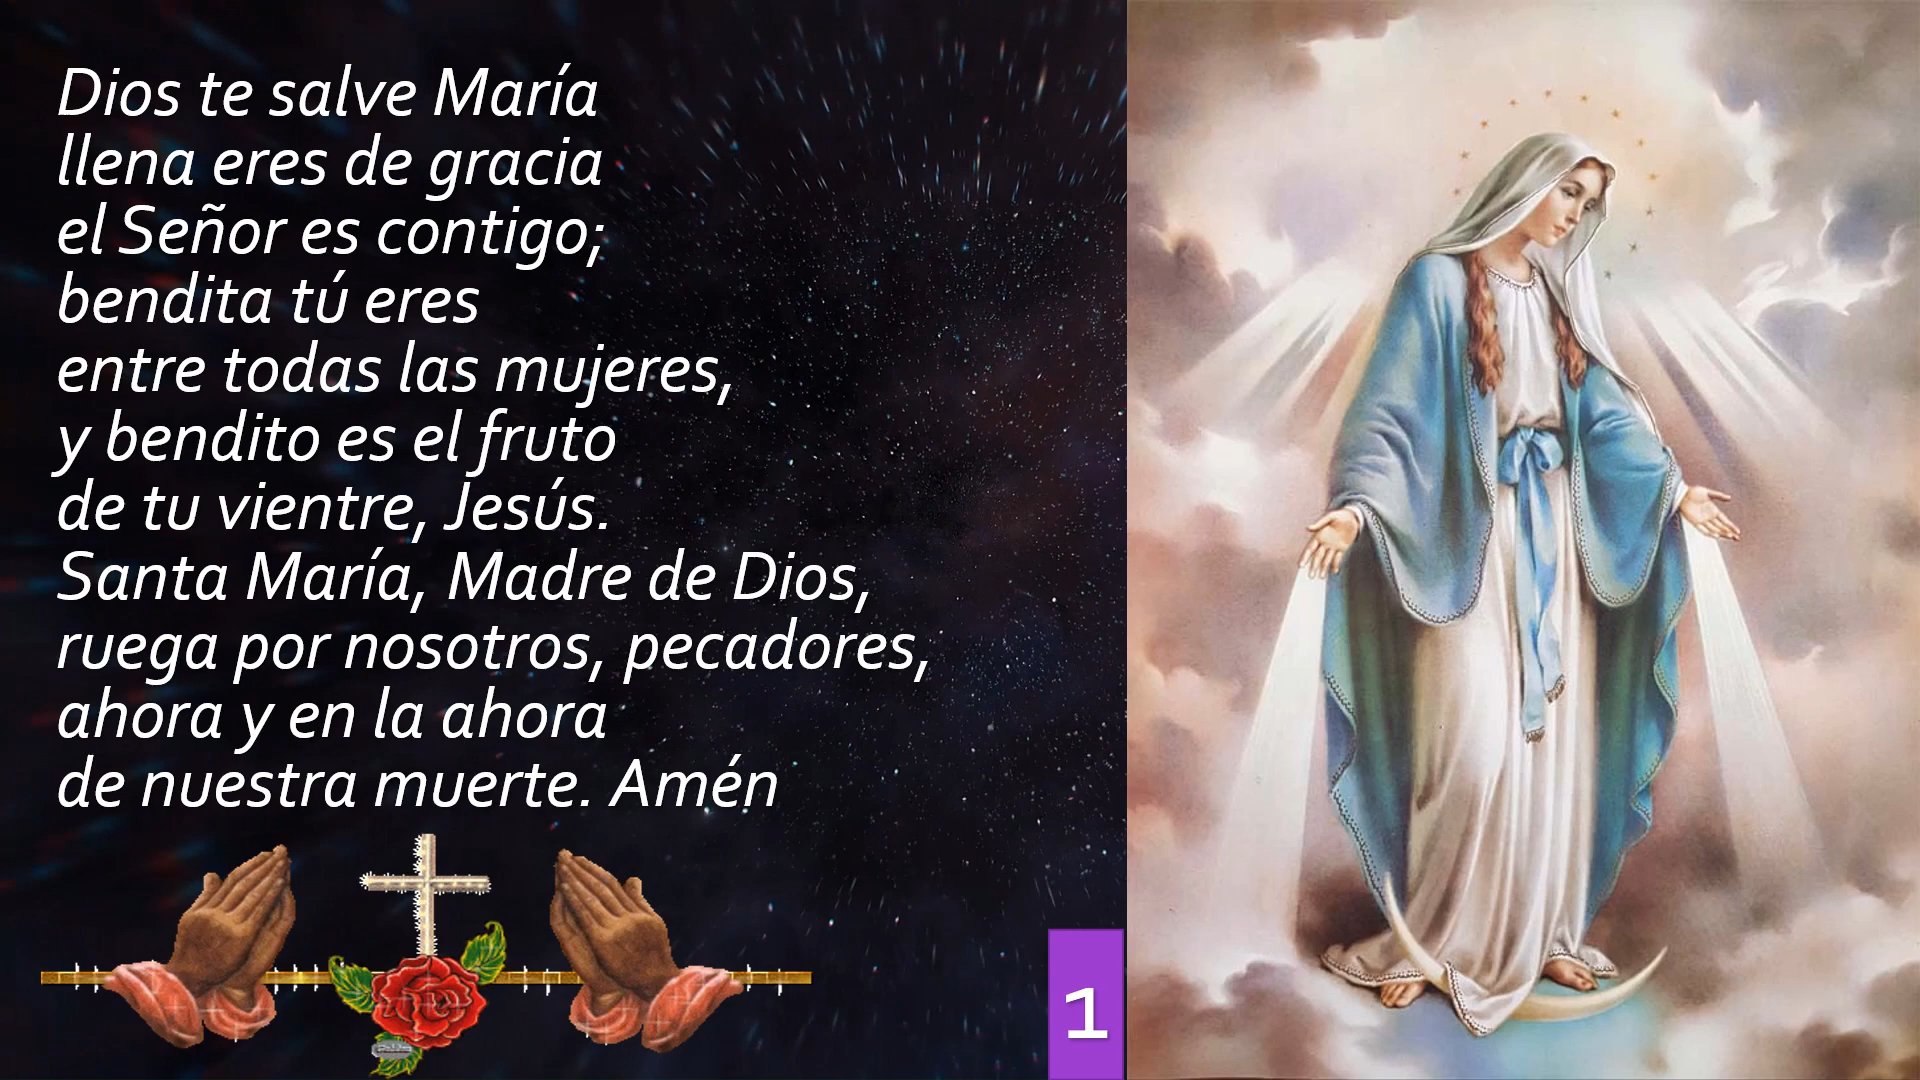 Dios te salve María
llena eres de gracia
el Señor es contigo;
bendita tú eres
entre todas las mujeres,
y bendito es el fruto
de tu vientre, Jesús.
Santa María, Madre de Dios,
ruega por nosotros, pecadores,
ahora y en la ahora
de nuestra muerte. Amén
1